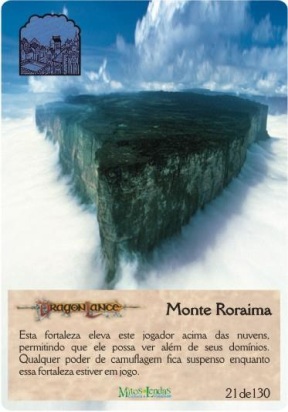 DRAGONLANCE
Monte Roraima
Esta fortaleza eleva este jogador acima das nuvens,
permitindo que ele possa ver além de seus domínios.
Qualquer poder de camuflagem fica suspenso enquanto
essa fortaleza estiver em jogo.
Mitos&Lendas
21 de 130